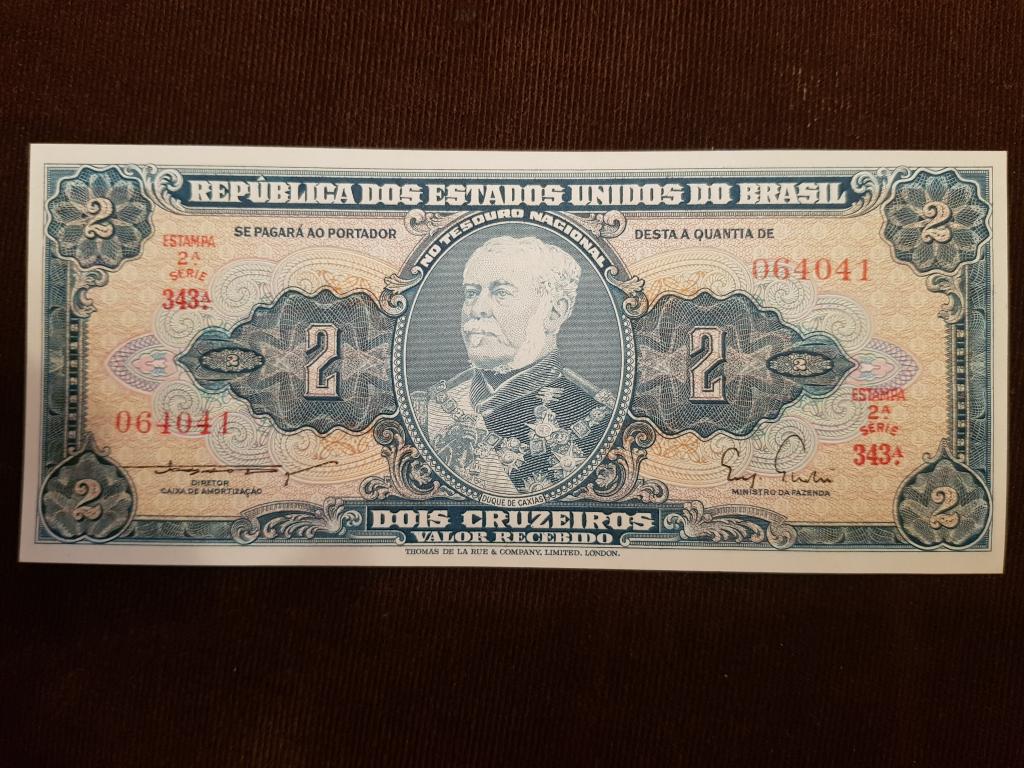 REPÚBLICA DOS ESTADOS UNIDOS DO BRASIL
2
2
SE PAGARÁ AO PORTADOR
NO TESOURO NACIONAL
DESTA A QUANTIA DE
ESTAMPA
2ª
SÉRIE
343ª
064041
2
2
2
2
064041
ESTAMPA
2ª
SÉRIE
343ª
DIRETOR
CAIXA DE AMORTIZAÇÃO
MINISTRO DA FAZENDA
2
2
DUQUE DE CAXIAS
DOIS CRUZEIROS
VALOR RECEBIDO
THOMAS DE LA RUE & COMPANY, LIMITED, LONDON.